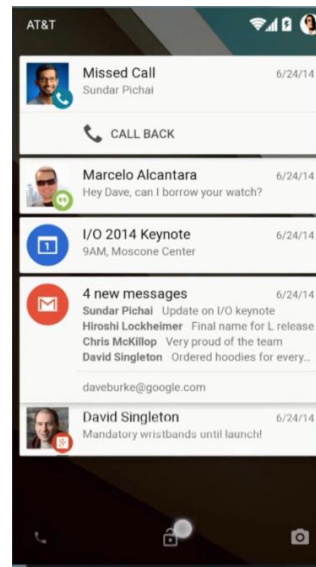 AT&T
Missed Call 6/24/14
Sundar Pichai
CALL BACK
Marcelo Alcantara 6/24/14
Hey Dave, can I borrow your watch?
1
I/O 2014 Keynote 6/24/14
9AM, Moscone Center
4 new messages 6/24/14
Sundar Pichai Update on I/O keynote
Hiroshi Lockheimer Final name for L release
Chris McKillop Very proud of the team
David Singleton Ordered hoodies for every...
daveburke@google.com
David Singleton 6/24/14
Mandatory wristbands until launch!